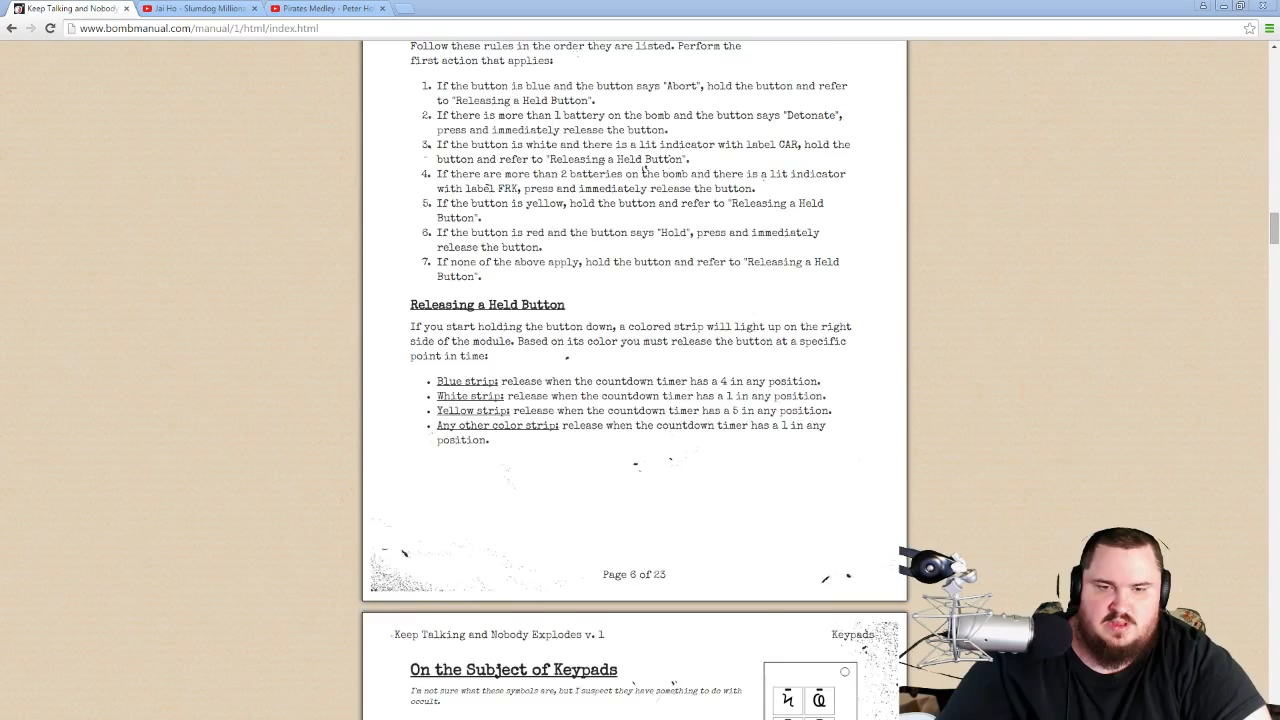 Keep Talking and Nobody
Jai Ho - Slumdog Milliona
Pirates Medley - Peter Ho
www.bombmanual.com/manual/1/html/index.html
Follow these rules in the order they are listed. Perform the
first action that applies:
1. If the button is blue and the button says "Abort", hold the button and refer
to "Releasing a Held Button".
2. If there is more than 1 battery on the bomb and the button says "Detonate",
press and immediately release the button.
3. If the button is white and there is a lit indicator with label CAR, hold the
button and refer to "Releasing a Held Button".
4. If there are more than 2 batteries on the bomb and there is a lit indicator
with label FRK, press and immediately release the button.
5. If the button is yellow, hold the button and refer to "Releasing a Held
Button".
6. If the button is red and the button says "Hold", press and immediately
release the button.
7. If none of the above apply, hold the button and refer to "Releasing a Held
Button".
Releasing a Held Button
If you start holding the button down, a colored strip will light up on the right
side of the module. Based on its color you must release the button at a specific
point in time:
• Blue strip: release when the countdown timer has a 4 in any position.
• White strip: release when the countdown timer has a 1 in any position.
• Yellow strip: release when the countdown timer has a 5 in any position.
• Any other color strip: release when the countdown timer has a 1 in any
position.
Page 6 of 23
Keep Talking and Nobody Explodes v. 1
Keypads
On the Subject of Keypads
I'm not sure what these symbols are, but I suspect they have something to do with
occult.